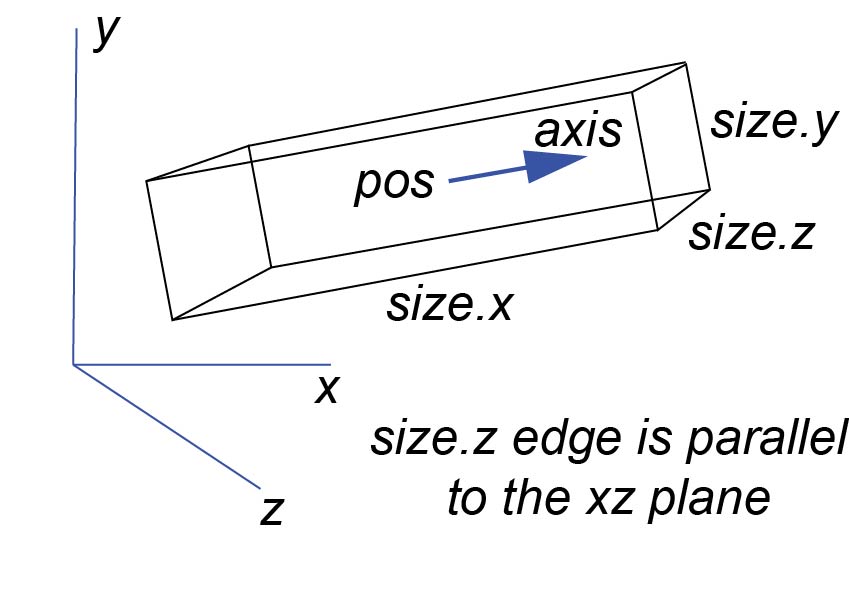 y
size.y
axis
pos
size.z
size.x
x
size.z edge is parallel
to the xz plane
z